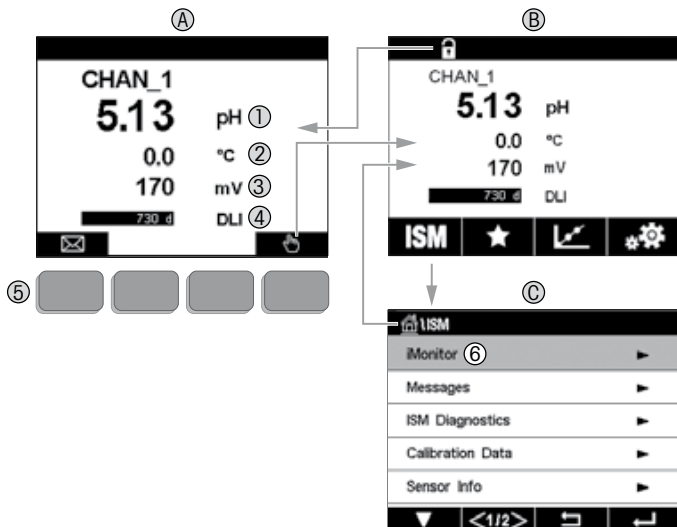 Ⓐ
CHAN_1
5.13 pH ①
0.0 °C ②
170 mV ③
730 d DLI ④
⑤
Ⓑ
CHAN_1
5.13 pH
0.0 °C
170 mV
730 d DLI
ISM
Ⓒ
\ISM
iMonitor ⑥
Messages
ISM Diagnostics
Calibration Data
Sensor Info
<1/2>